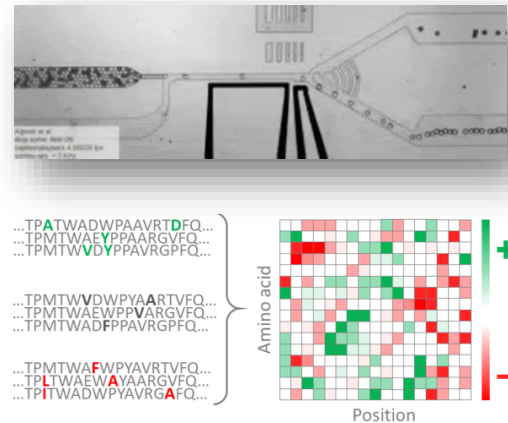 ...TPATWADWPAAVRTDFQ...
...TPMTWAEYPPAARGVFQ...
...TPMTWVDYPPAVRGPFQ...
...TPMTWVDWPYAARTVFQ...
...TPMTWAEWPPVARGVFQ...
...TPMTWADFPPAVRGPFQ...
...TPMTWAFWPYAVRTVFQ...
...TPLTWAEWAYAARGVFQ...
...TPITWADWPYAVRGAFQ...
Amino acid
Position
+
−